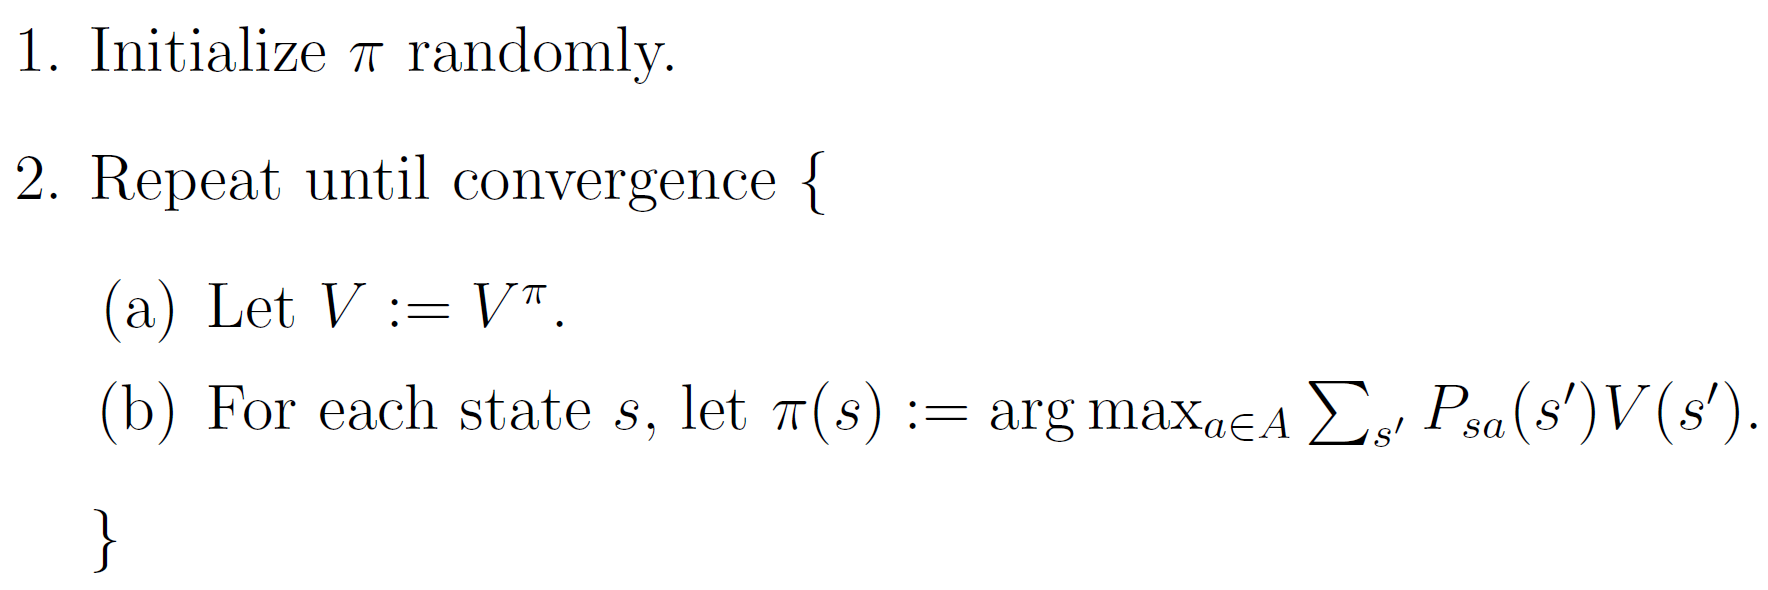 1. Initialize π randomly.
2. Repeat until convergence {
(a) Let V := V^π.
(b) For each state s, let π(s) := arg max_{a∈A} ∑_{s′} P_{sa}(s′)V(s′).
}